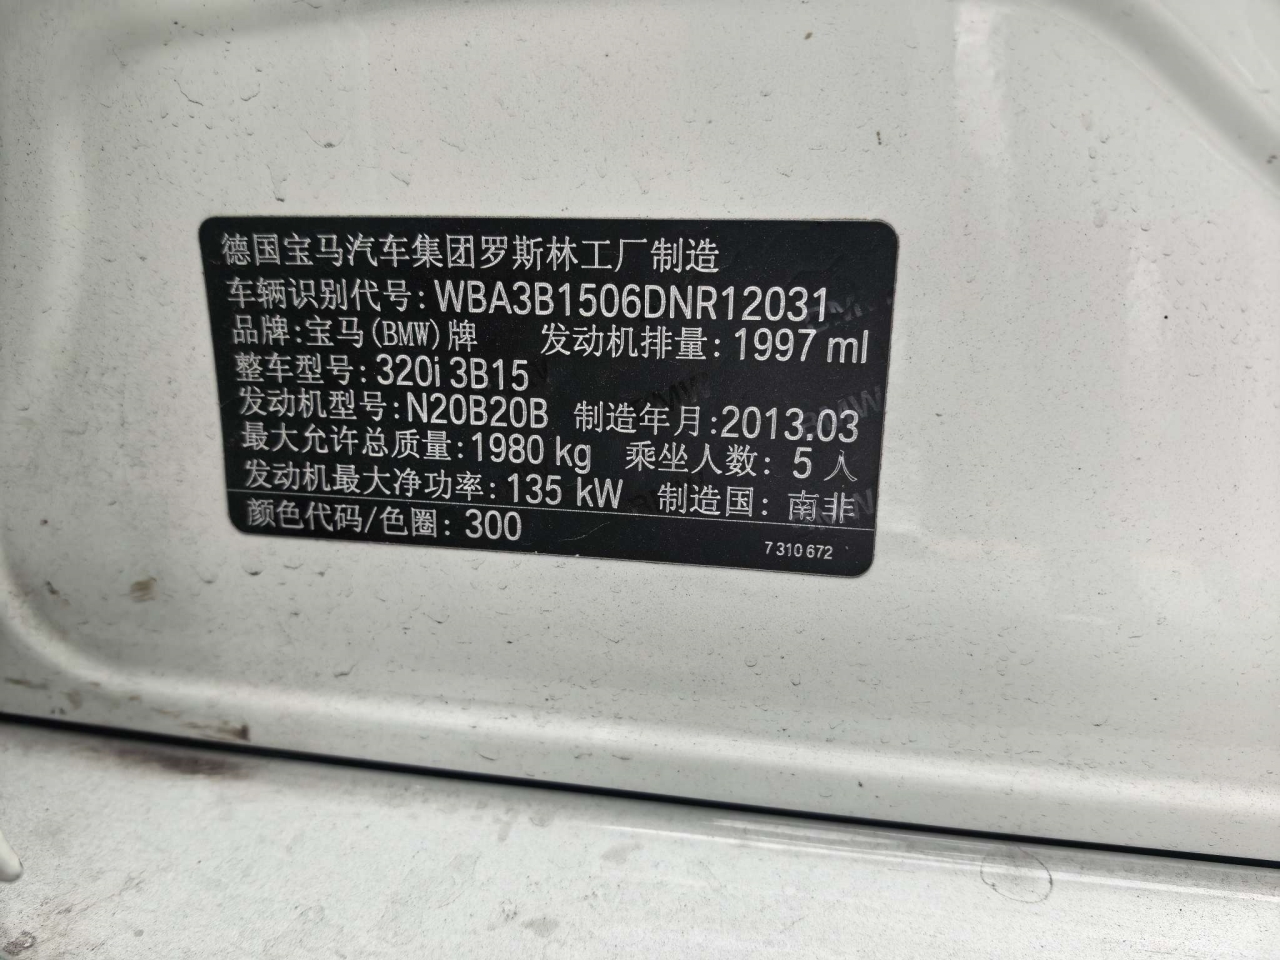 德国宝马汽车集团罗斯林工厂制造
车辆识别代号: WBA3B1506DNR12031
品牌: 宝马(BMW)牌 发动机排量: 1997 ml
整车型号: 320i 3B15
发动机型号: N20B20B 制造年月: 2013.03
最大允许总质量: 1980 kg 乘坐人数: 5 人
发动机最大净功率: 135 kW 制造国: 南非
颜色代码/色圈: 300
7 310 672